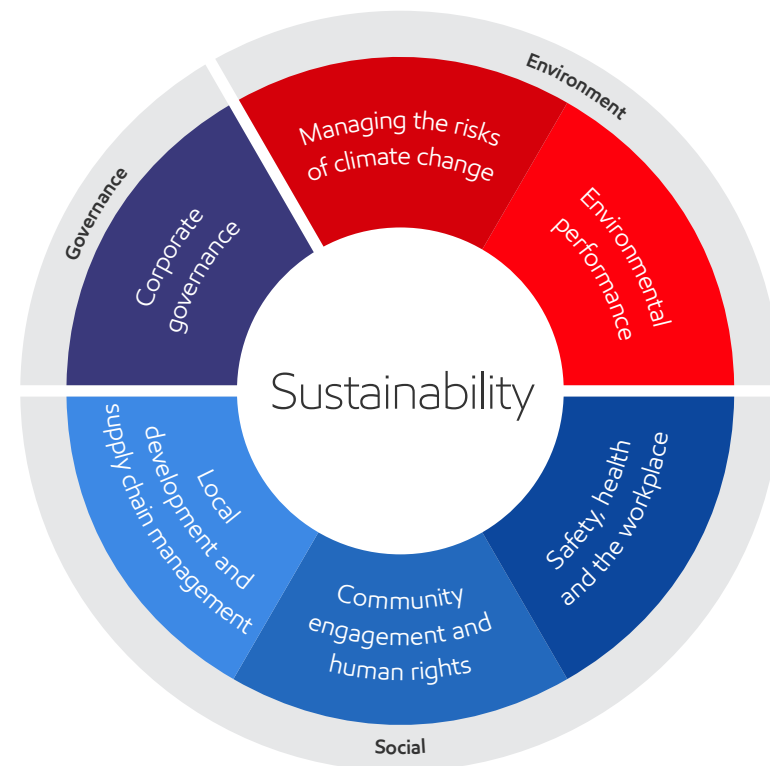 Environment
Managing the risks
of climate change
Environmental
performance
Governance
Corporate
governance
Sustainability
Safety, health
and the workplace
Local
development and
supply chain management
Community
engagement and
human rights
Social